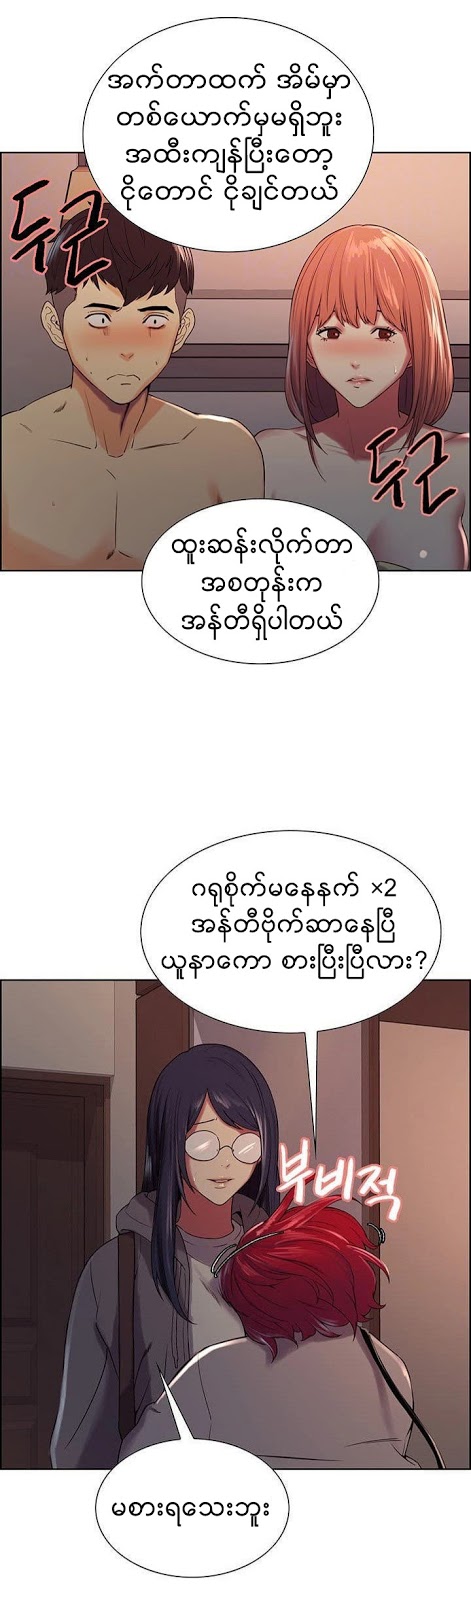 အက်တာထက် အိမ်မှာ
တစ်ယောက်မှမရှိဘူး
အထီးကျန်ပြီးတော့
ငိုတောင် ငိုချင်တယ်
두근
두근
ထူးဆန်းလိုက်တာ
အစတုန်းက
အန်တီရှိပါတယ်
ဂရုစိုက်မနေနက် ×2
အန်တီဗိုက်ဆာနေပြီ
ယူနာကော စားပြီးပြီလား?
부비적
မစားရသေးဘူး